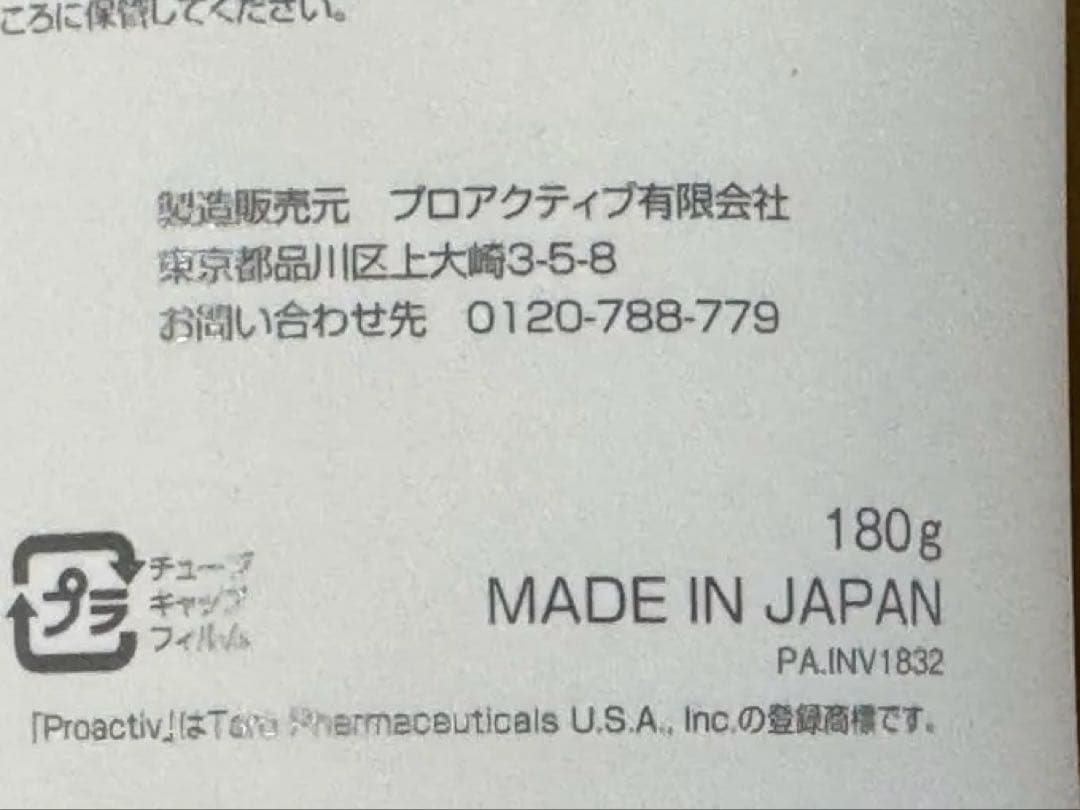 ころに保管してください。
製造販売元　プロアクティブ有限会社
東京都品川区上大崎3-5-8
お問い合わせ先　0120-788-779
180g
MADE IN JAPAN
PA.INV1832
プラ
チューブ
キャップ
フィルム
「Proactiv」は Pharmaceuticals U.S.A., Inc.の登録商標です。